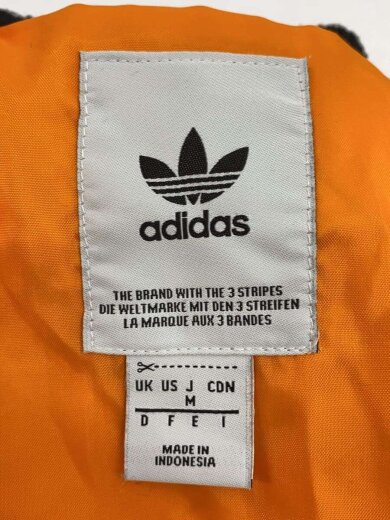 adidas
THE BRAND WITH THE 3 STRIPES
DIE WELTMARKE MIT DEN 3 STREIFEN
LA MARQUE AUX 3 BANDES
UK US J CDN
M
D F E I
MADE IN
INDONESIA